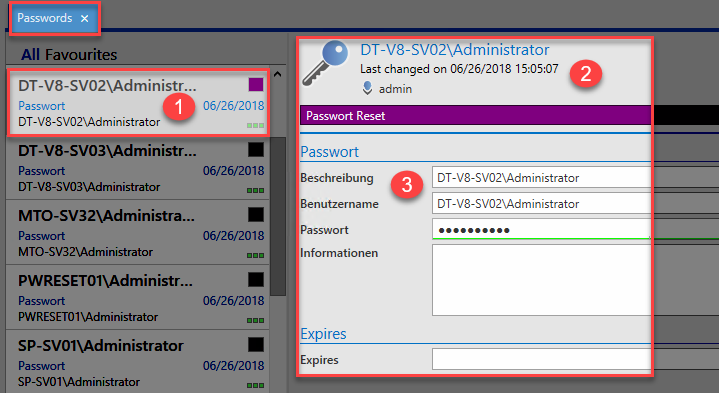 Passwords ×
All Favourites
DT-V8-SV02\Administr...
Passwort 06/26/2018
DT-V8-SV02\Administrator
1
DT-V8-SV03\Administr...
Passwort 06/26/2018
DT-V8-SV03\Administrator
MTO-SV32\Administra...
Passwort 06/26/2018
MTO-SV32\Administrator
PWRESET01\Administr...
Passwort 06/26/2018
PWRESET01\Administrator
SP-SV01\Administrator
Passwort 06/26/2018
SP-SV01\Administrator
DT-V8-SV02\Administrator
Last changed on 06/26/2018 15:05:07
2
admin
Passwort Reset
Passwort
3
Beschreibung DT-V8-SV02\Administrator
Benutzername DT-V8-SV02\Administrator
Passwort ●●●●●●●●●●
Informationen
Expires
Expires